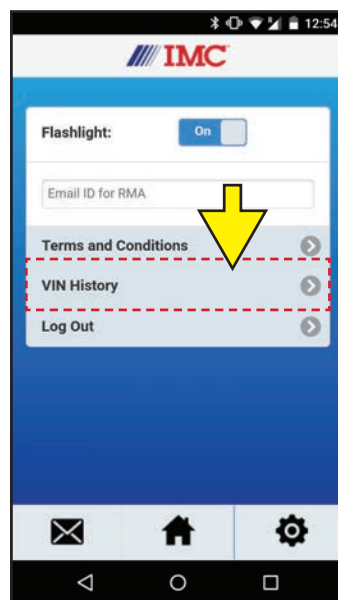 12:54
IMC
Flashlight:
On
Email ID for RMA
Terms and Conditions
VIN History
Log Out